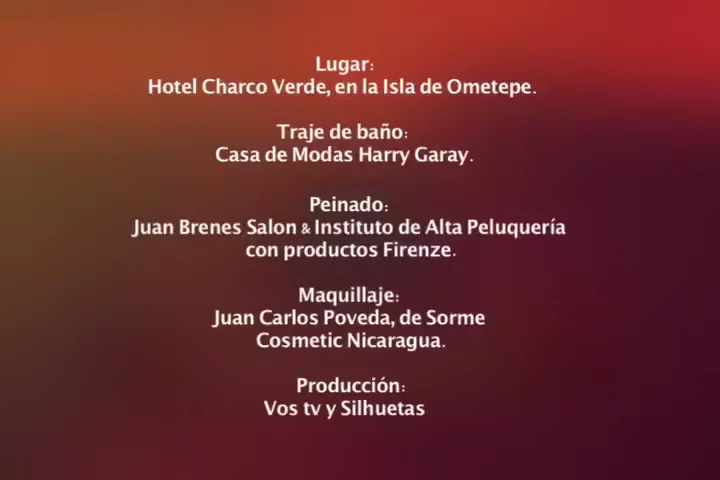 Lugar:
Hotel Charco Verde, en la Isla de Ometepe.
Traje de baño:
Casa de Modas Harry Garay.
Peinado:
Juan Brenes Salon & Instituto de Alta Peluquería
con productos Firenze.
Maquillaje:
Juan Carlos Poveda, de Sorme
Cosmetic Nicaragua.
Producción:
Vos tv y Silhuetas